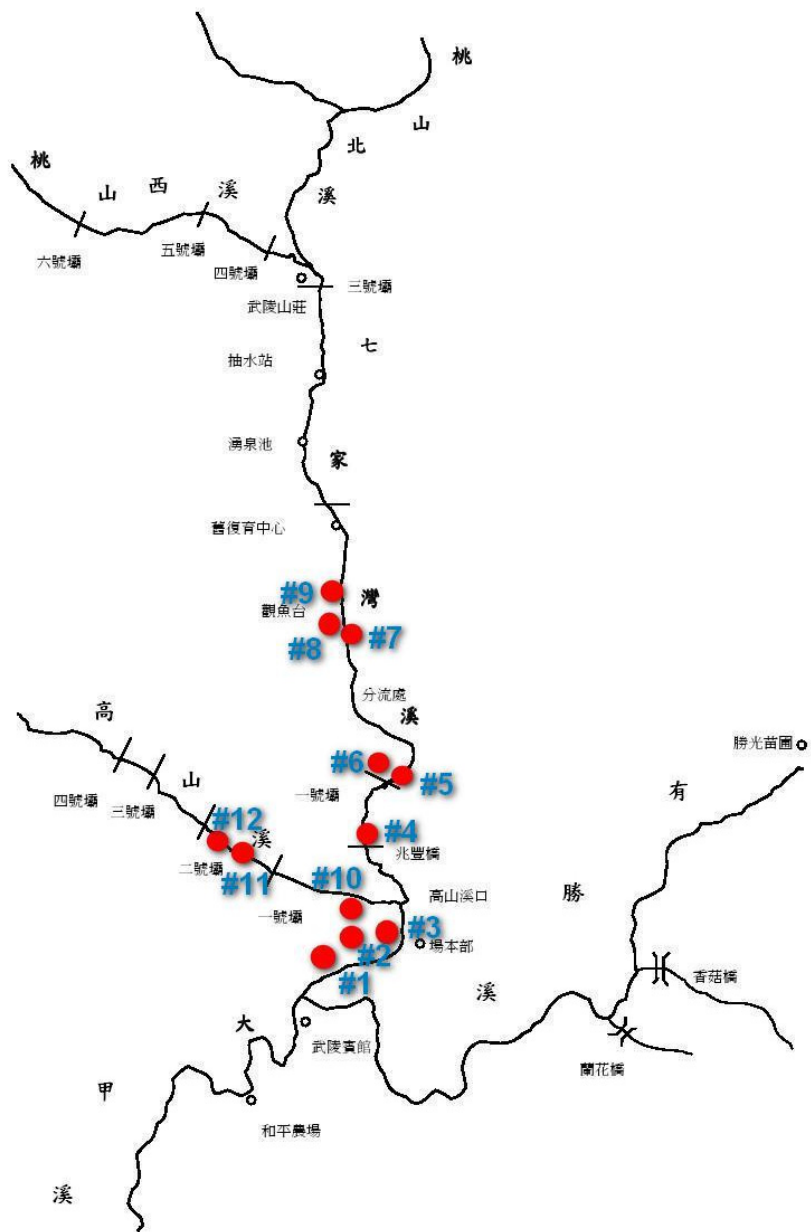 桃山北溪
桃山西溪
六號壩
五號壩
四號壩
武陵山莊
三號壩
七家灣溪
抽水站
湧泉池
舊復育中心
#9
觀魚台
#8
#7
分流處
高山溪
勝光苗圃
#6
一號壩
#5
有勝溪
四號壩
三號壩
#12
二號壩
#11
#4
兆豐橋
#10
一號壩
高山溪口
#3
場本部
#2
#1
香菇橋
蘭花橋
大甲溪
武陵賓館
和平農場